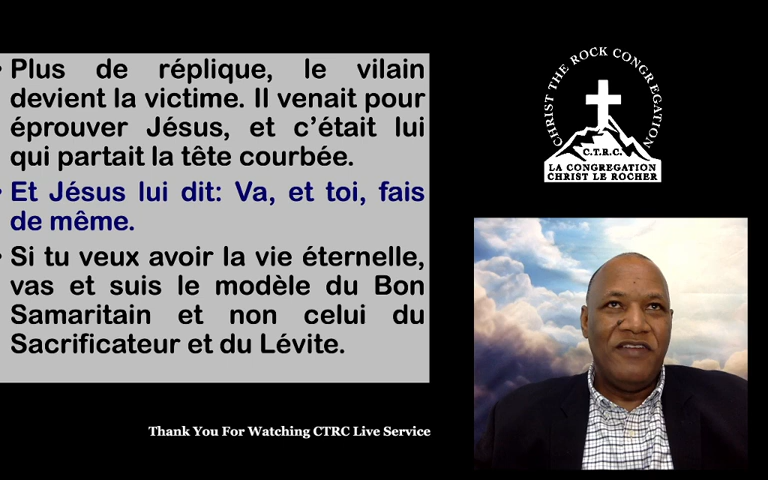 • Plus de réplique, le vilain
devient la victime. Il venait pour
éprouver Jésus, et c’était lui
qui partait la tête courbée.
• Et Jésus lui dit: Va, et toi, fais
de même.
• Si tu veux avoir la vie éternelle,
vas et suis le modèle du Bon
Samaritain et non celui du
Sacrificateur et du Lévite.
CHRIST THE ROCK CONGREGATION
C.T.R.C.
LA CONGREGATION
CHRIST LE ROCHER
Thank You For Watching CTRC Live Service